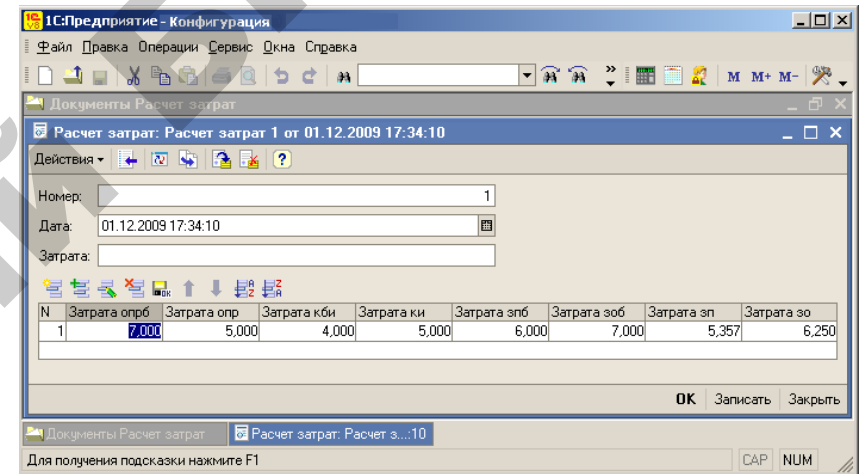 1С:Предприятие - Конфигурация
Файл Правка Операции Сервис Окна Справка
M M+ M-
Документы Расчет затрат
Расчет затрат: Расчет затрат 1 от 01.12.2009 17:34:10
Действия
Номер: 1
Дата: 01.12.2009 17:34:10
Затрата:
N Затрата опрб Затрата опр Затрата кби Затрата ки Затрата зпб Затрата зоб Затрата зп Затрата зо
1 7,000 5,000 4,000 5,000 6,000 7,000 5,357 6,250
OK Записать Закрыть
Документы Расчет затрат Расчет затрат: Расчет з...:10
Для получения подсказки нажмите F1 CAP NUM